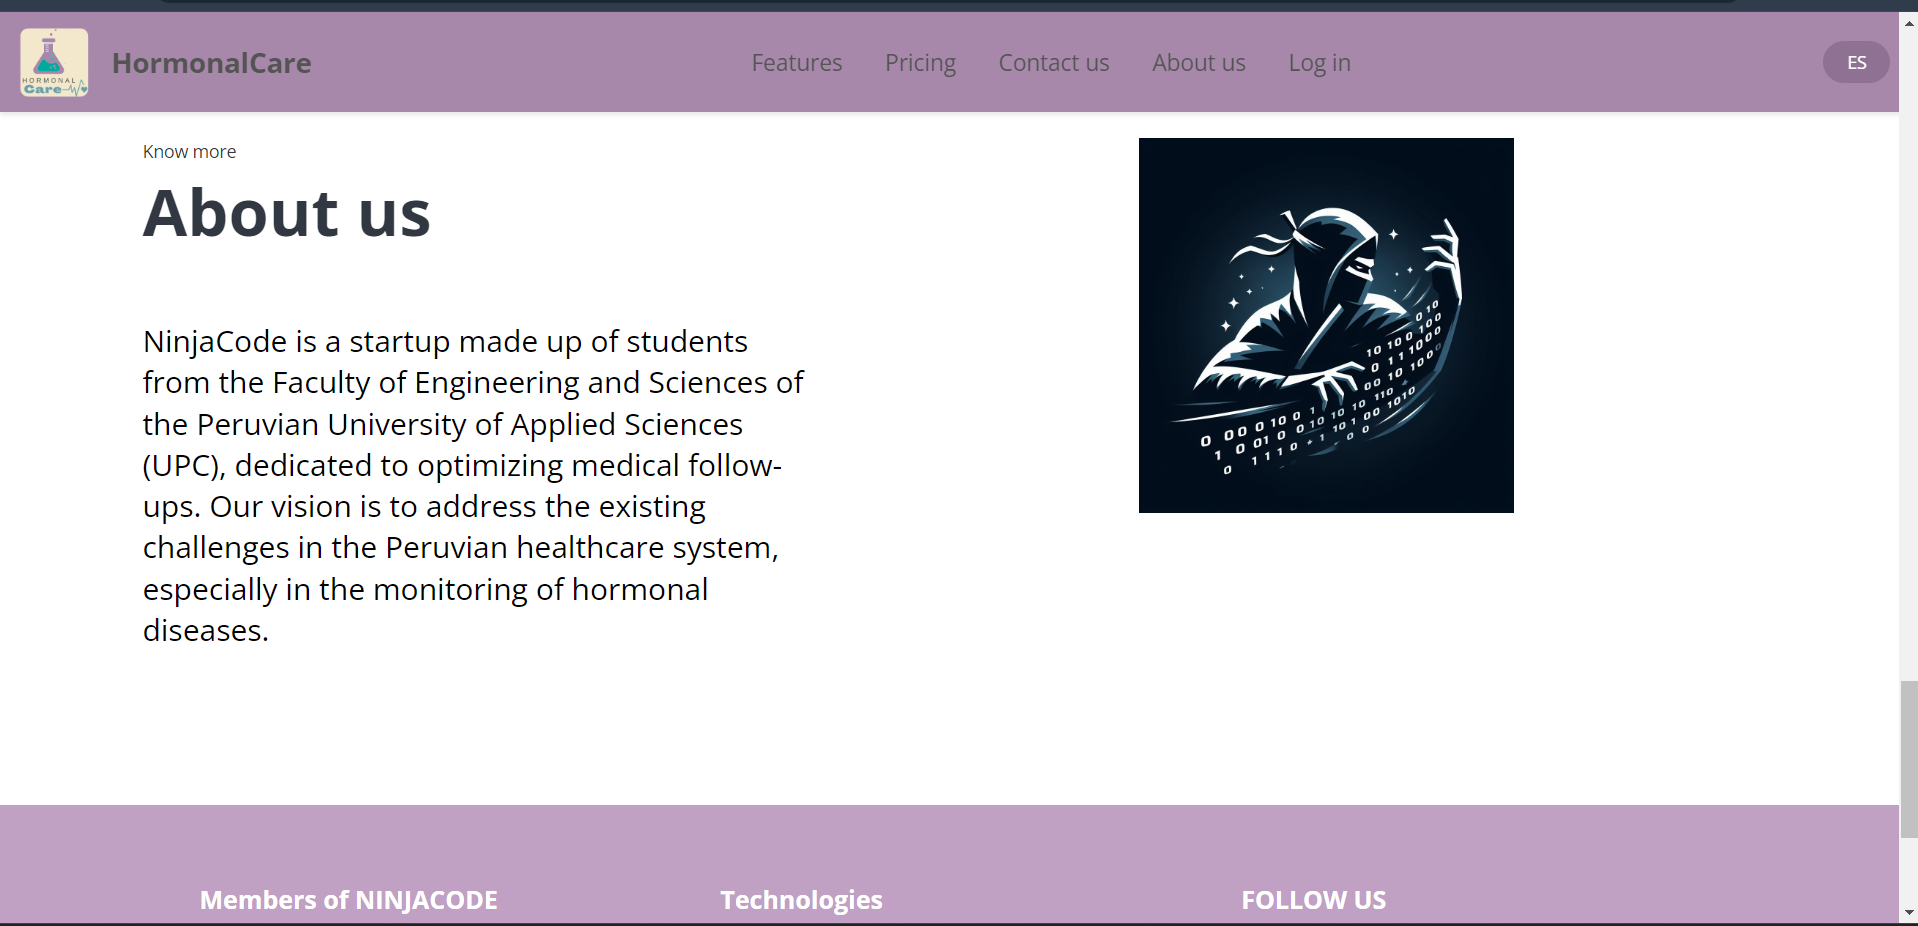 HORMONAL
Care
HormonalCare
Features
Pricing
Contact us
About us
Log in
ES
Know more
About us
NinjaCode is a startup made up of students
from the Faculty of Engineering and Sciences of
the Peruvian University of Applied Sciences
(UPC), dedicated to optimizing medical follow-
ups. Our vision is to address the existing
challenges in the Peruvian healthcare system,
especially in the monitoring of hormonal
diseases.
Members of NINJACODE
Technologies
FOLLOW US